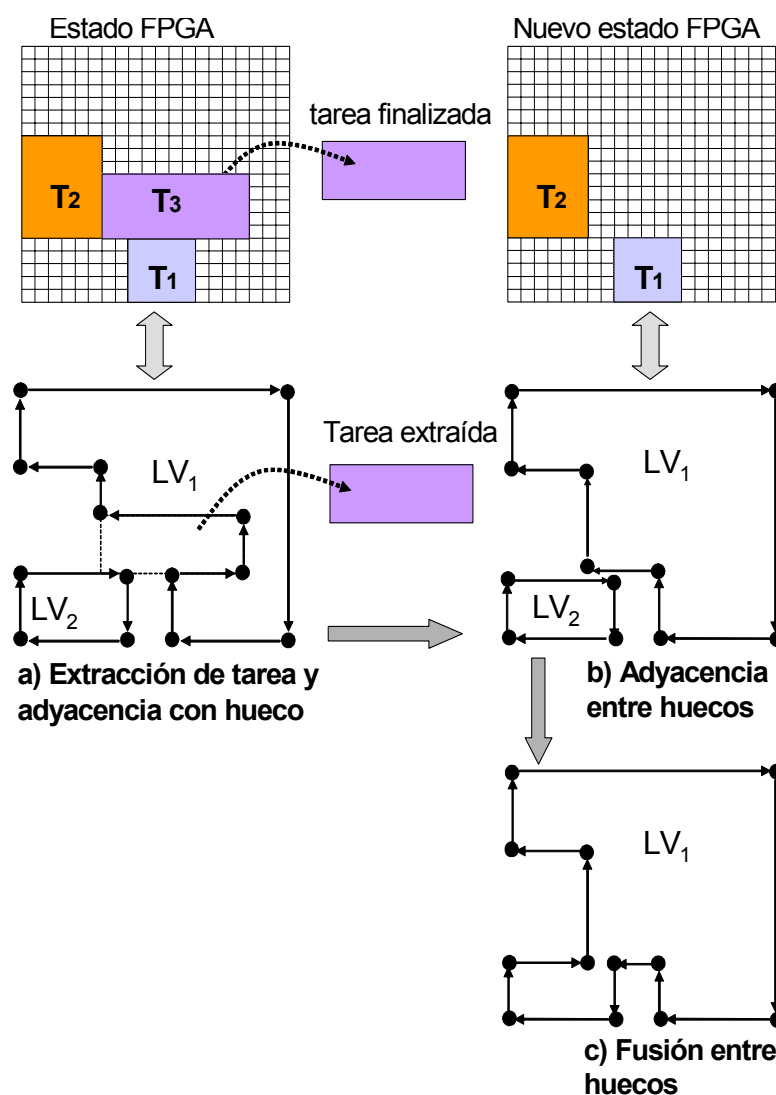 Estado FPGA
Nuevo estado FPGA
tarea finalizada
T2
T3
T1
T2
T1
Tarea extraída
LV1
LV2
LV1
LV2
a) Extracción de tarea y
adyacencia con hueco
b) Adyacencia
entre huecos
LV1
c) Fusión entre
huecos